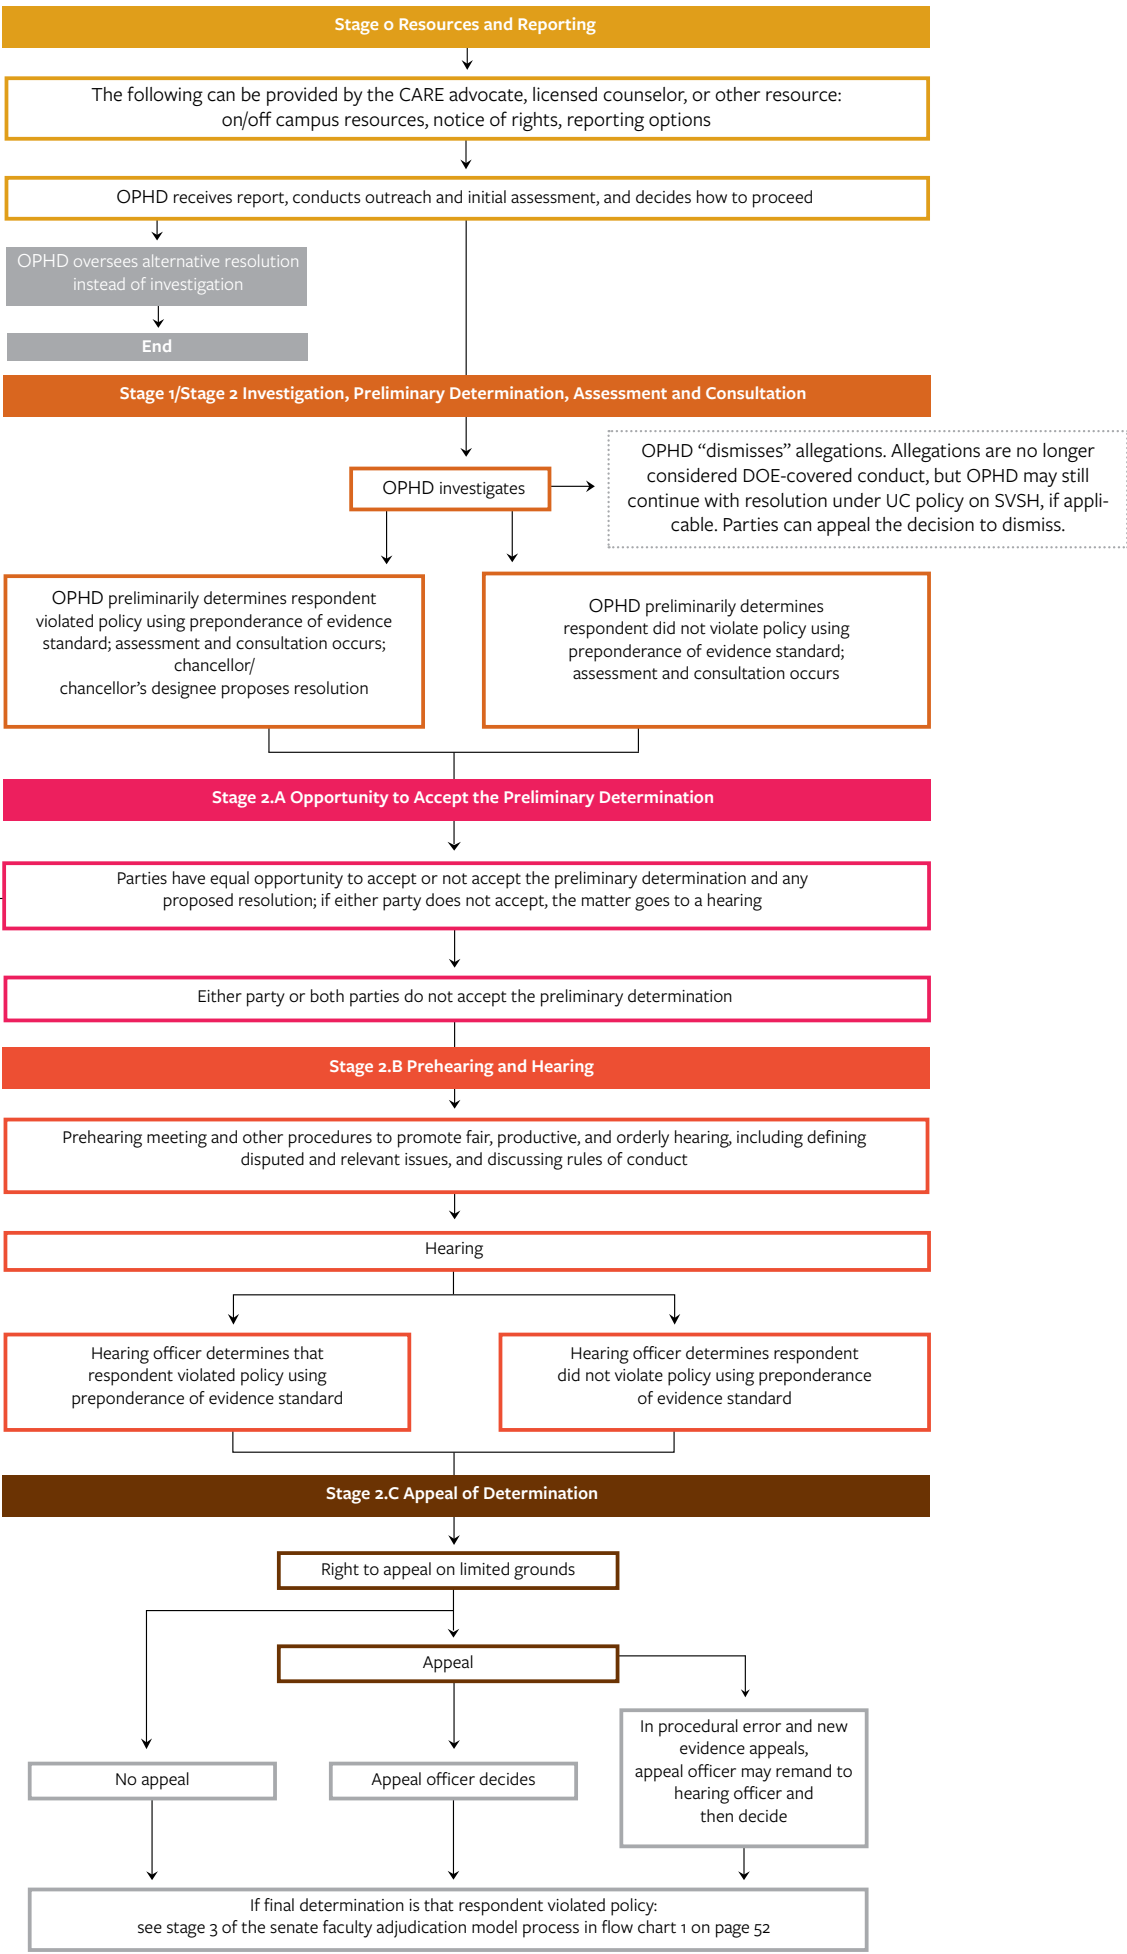 Stage 0 Resources and Reporting
The following can be provided by the CARE advocate, licensed counselor, or other resource:
on/off campus resources, notice of rights, reporting options
OPHD receives report, conducts outreach and initial assessment, and decides how to proceed
OPHD oversees alternative resolution
instead of investigation
End
Stage 1/Stage 2 Investigation, Preliminary Determination, Assessment and Consultation
OPHD investigates
OPHD “dismisses” allegations. Allegations are no longer
considered DOE-covered conduct, but OPHD may still
continue with resolution under UC policy on SVSH, if appli-
cable. Parties can appeal the decision to dismiss.
OPHD preliminarily determines respondent
violated policy using preponderance of evidence
standard; assessment and consultation occurs;
chancellor/
chancellor’s designee proposes resolution
OPHD preliminarily determines
respondent did not violate policy using
preponderance of evidence standard;
assessment and consultation occurs
Stage 2.A Opportunity to Accept the Preliminary Determination
Parties have equal opportunity to accept or not accept the preliminary determination and any
proposed resolution; if either party does not accept, the matter goes to a hearing
Either party or both parties do not accept the preliminary determination
Stage 2.B Prehearing and Hearing
Prehearing meeting and other procedures to promote fair, productive, and orderly hearing, including defining
disputed and relevant issues, and discussing rules of conduct
Hearing
Hearing officer determines that
respondent violated policy using
preponderance of evidence standard
Hearing officer determines respondent
did not violate policy using preponderance
of evidence standard
Stage 2.C Appeal of Determination
Right to appeal on limited grounds
Appeal
In procedural error and new
evidence appeals,
appeal officer may remand to
hearing officer and
then decide
No appeal
Appeal officer decides
If final determination is that respondent violated policy:
see stage 3 of the senate faculty adjudication model process in flow chart 1 on page 52